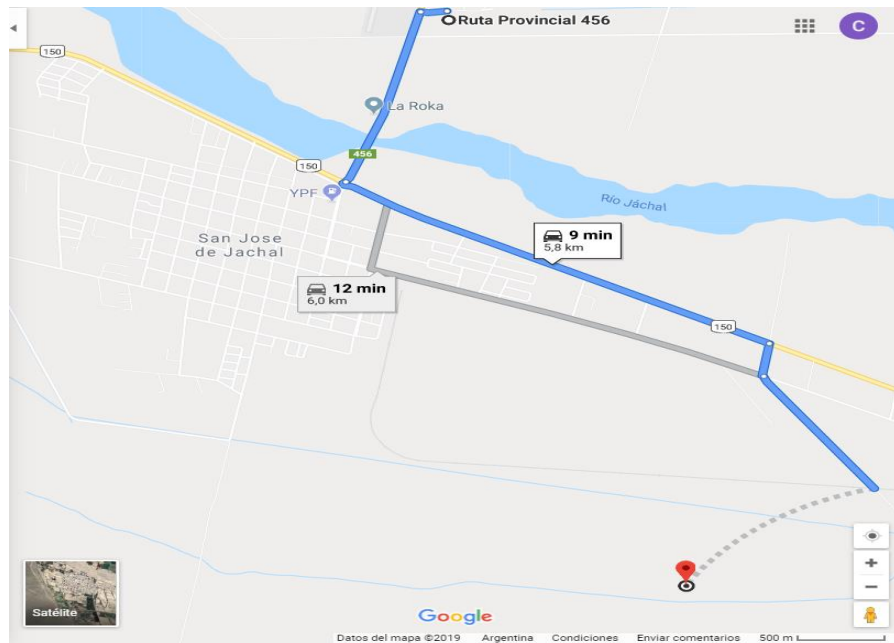 Ruta Provincial 456
C
150
La Roka
456
150
YPF
Río Jáchal
San Jose
de Jachal
9 min
5,8 km
12 min
6,0 km
150
Satélite
Google
Datos del mapa ©2019 Argentina Condiciones Enviar comentarios 500 m